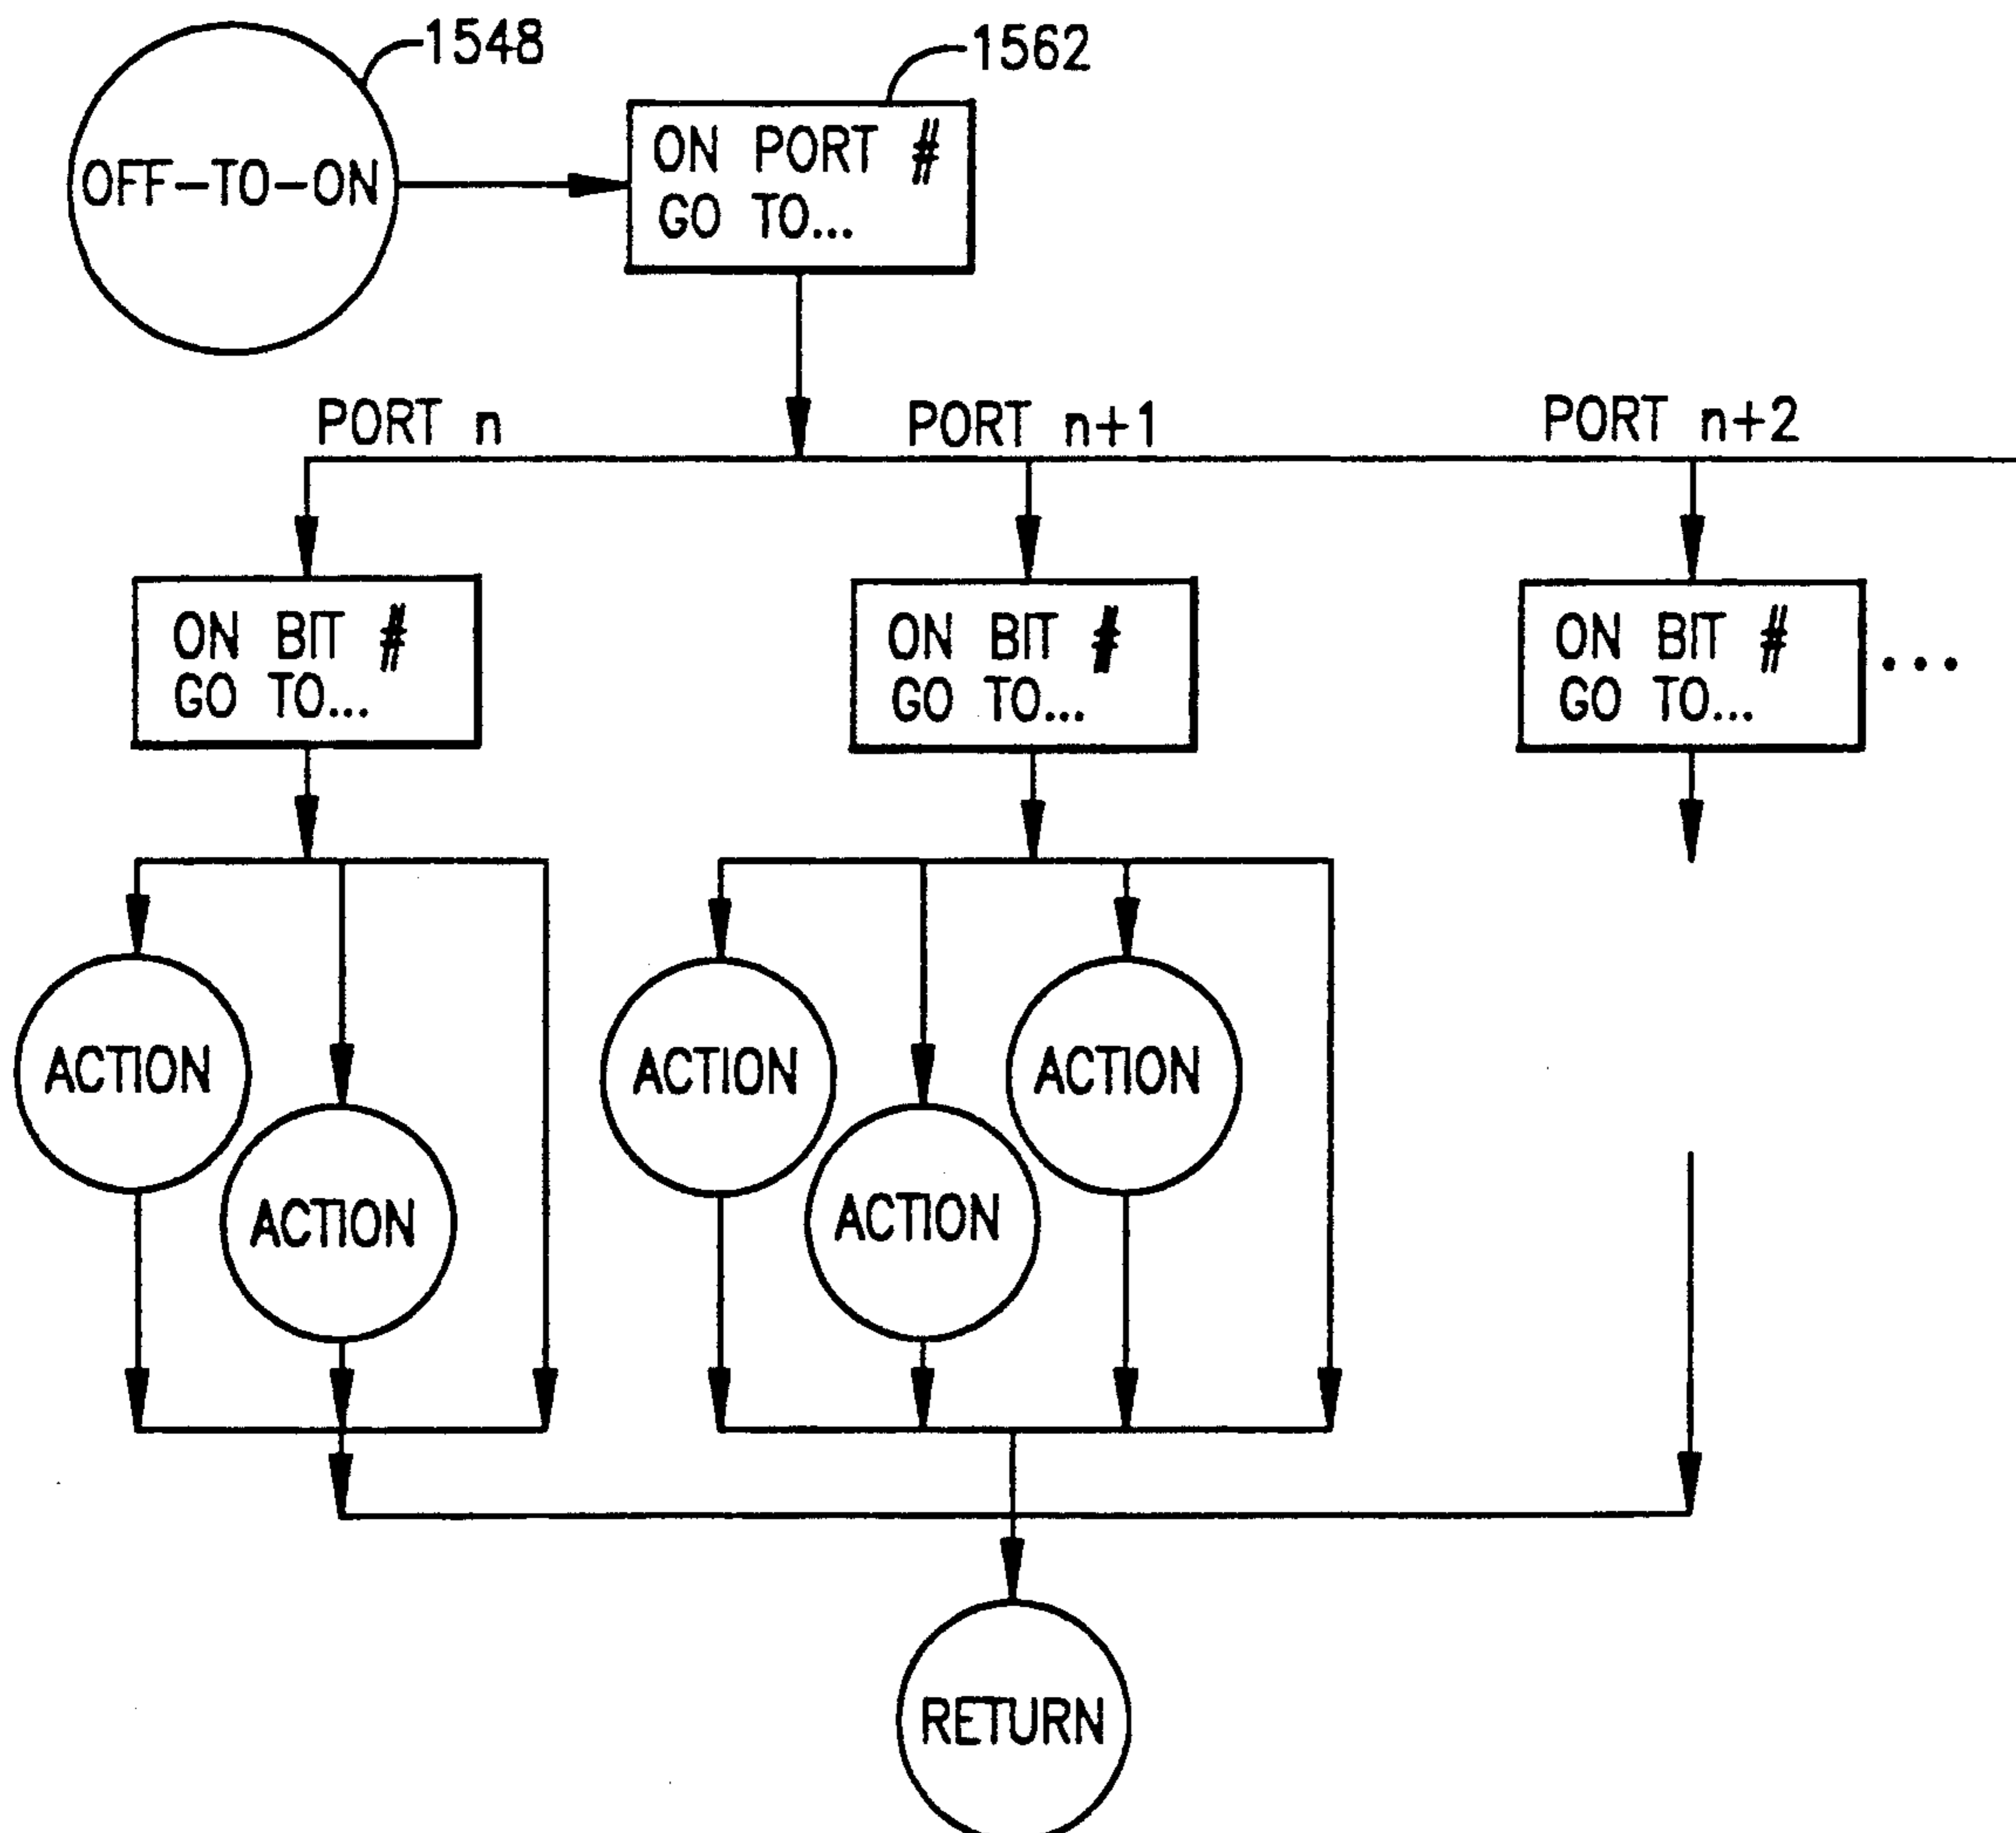 1548
1562
OFF-TO-ON
ON PORT #
GO TO...
PORT n
PORT n+1
PORT n+2
ON BIT #
GO TO...
ON BIT #
GO TO...
ON BIT #
GO TO...
...
ACTION
ACTION
ACTION
ACTION
ACTION
RETURN